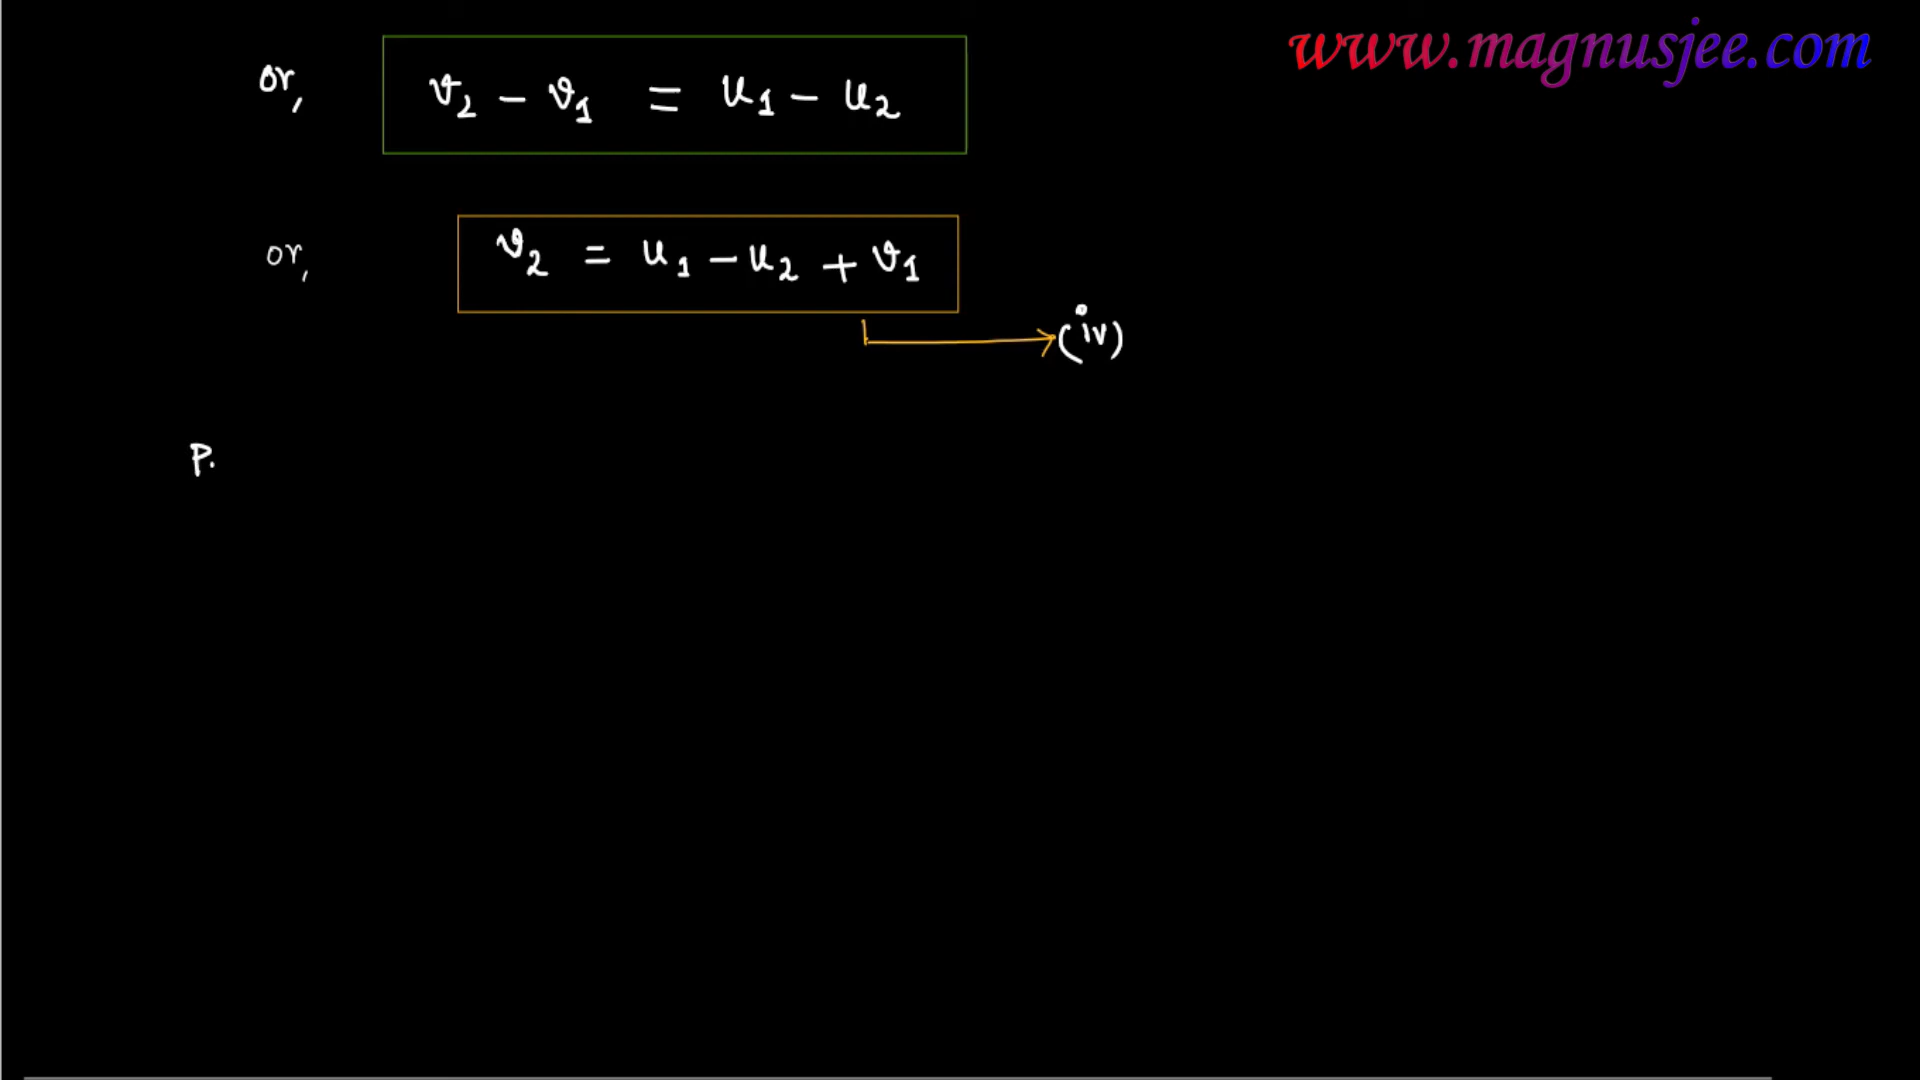 www.magnusjee.com
or, v₂ - v₁ = u₁ - u₂
or, v₂ = u₁ - u₂ + v₁
(iv)
P.